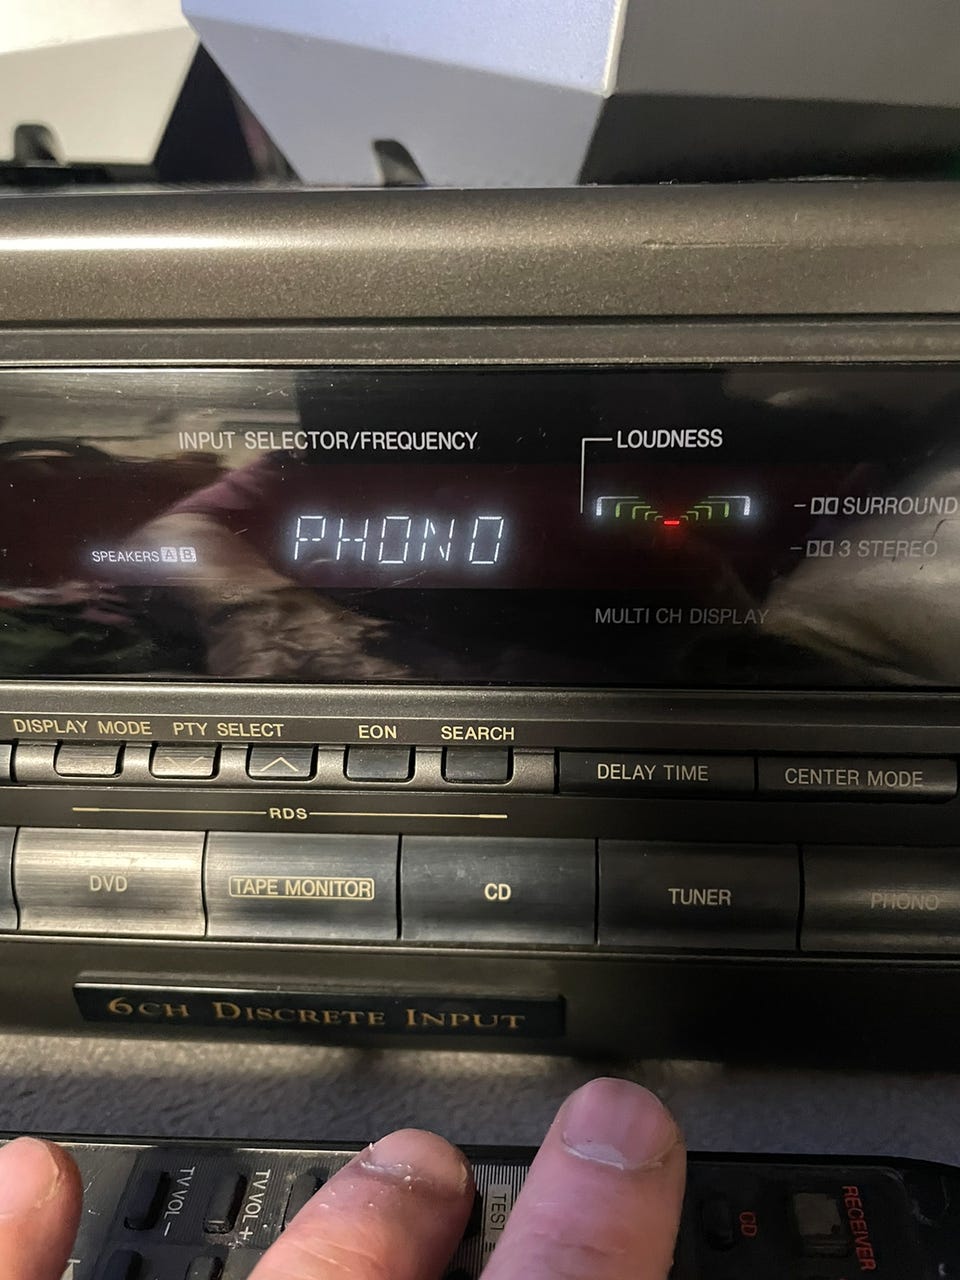 INPUT SELECTOR/FREQUENCY
LOUDNESS
SPEAKERS A B
PHONO
DD SURROUND
DD 3 STEREO
MULTI CH DISPLAY
DISPLAY MODE PTY SELECT EON SEARCH
DELAY TIME CENTER MODE
RDS
DVD TAPE MONITOR CD TUNER PHONO
6CH DISCRETE INPUT
TV VOL –
TV VOL +
TEST
CD
RECEIVER